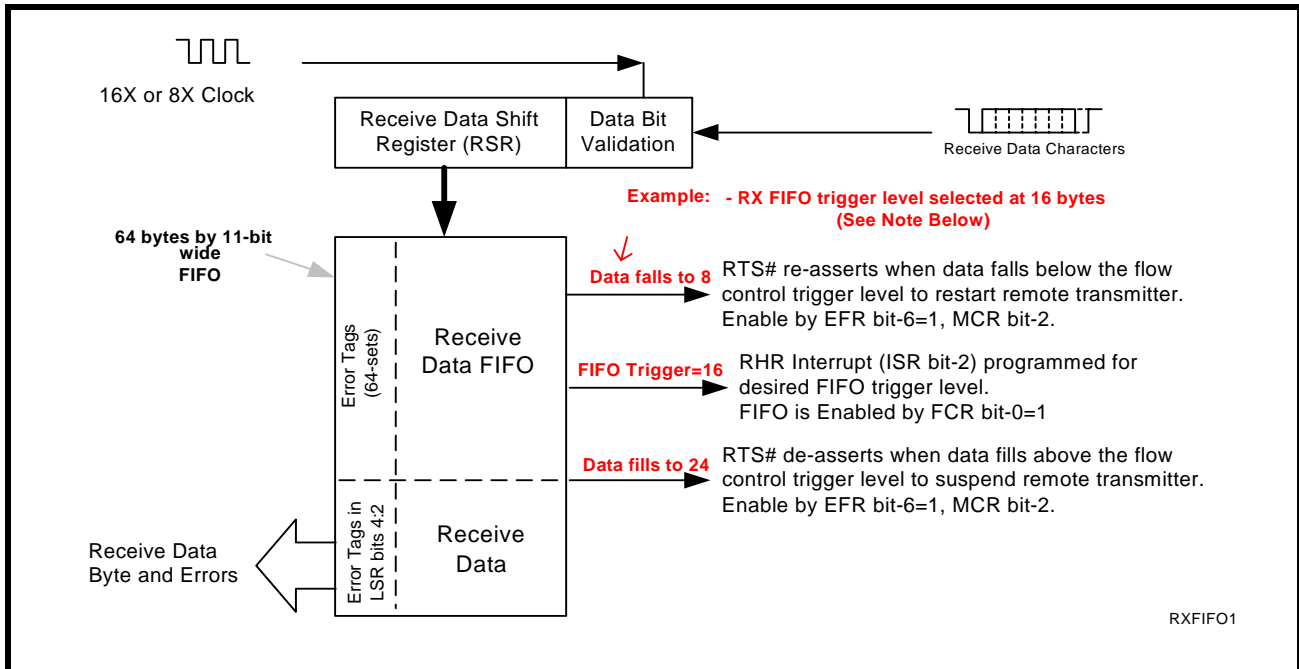 16X or 8X Clock
Receive Data Shift
Register (RSR)
Data Bit
Validation
Receive Data Characters
Example: - RX FIFO trigger level selected at 16 bytes
(See Note Below)
64 bytes by 11-bit
wide
FIFO
Data falls to 8
RTS# re-asserts when data falls below the flow
control trigger level to restart remote transmitter.
Enable by EFR bit-6=1, MCR bit-2.
Error Tags
(64-sets)
Receive
Data FIFO
FIFO Trigger=16
RHR Interrupt (ISR bit-2) programmed for
desired FIFO trigger level.
FIFO is Enabled by FCR bit-0=1
Data fills to 24
RTS# de-asserts when data fills above the flow
control trigger level to suspend remote transmitter.
Enable by EFR bit-6=1, MCR bit-2.
Error Tags in
LSR bits 4:2
Receive
Data
Receive Data
Byte and Errors
RXFIFO1